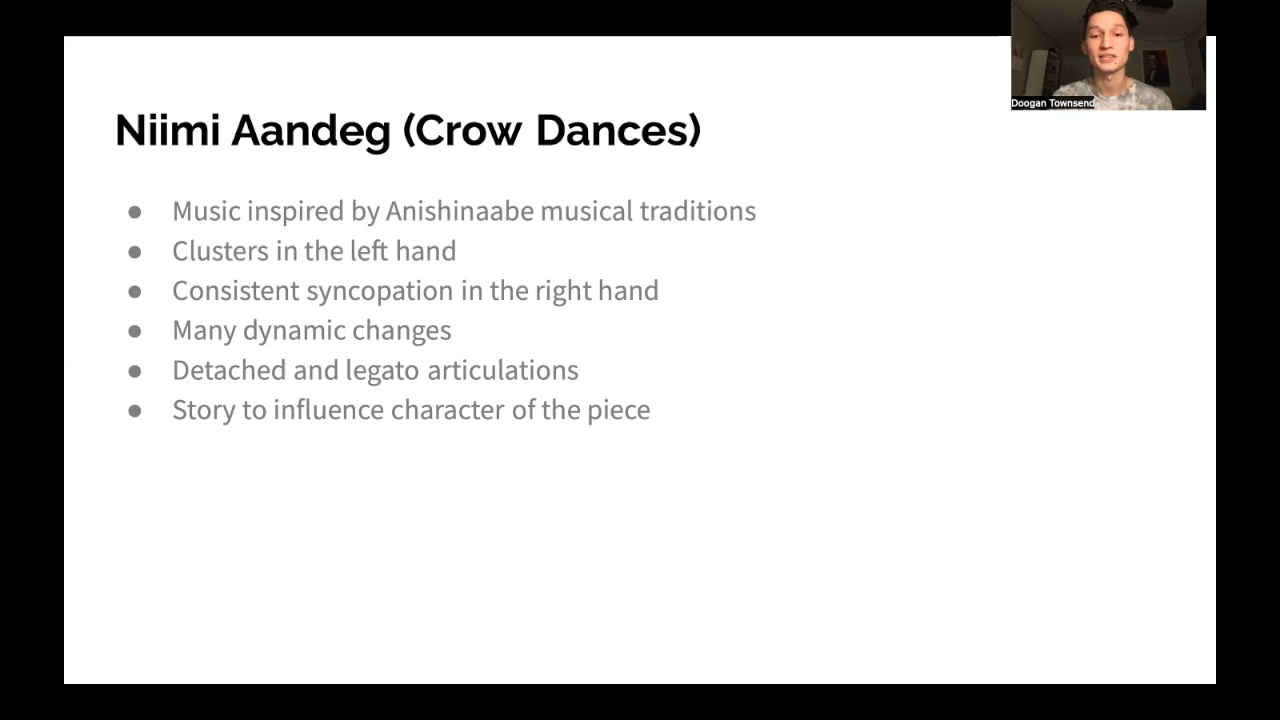 Niimi Aandeg (Crow Dances)
● Music inspired by Anishinaabe musical traditions
● Clusters in the left hand
● Consistent syncopation in the right hand
● Many dynamic changes
● Detached and legato articulations
● Story to influence character of the piece
Doogan Townsend